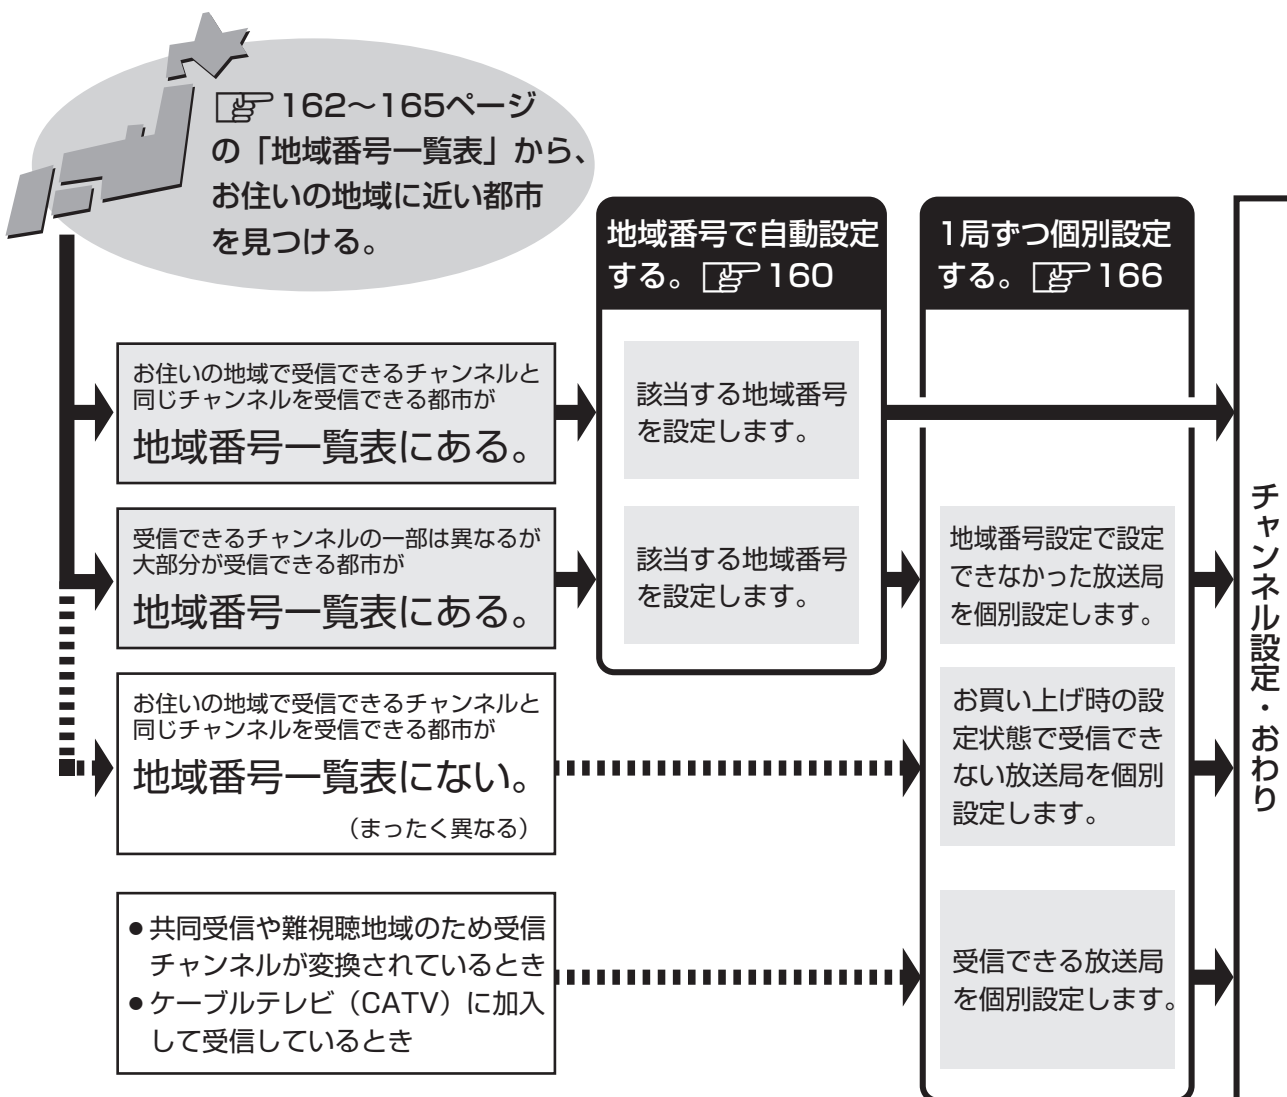 162～165ページ
の「地域番号一覧表」から、
お住いの地域に近い都市
を見つける。
地域番号で自動設定
する。 160
1局ずつ個別設定
する。 166
お住いの地域で受信できるチャンネルと
同じチャンネルを受信できる都市が
地域番号一覧表にある。
該当する地域番号
を設定します。
受信できるチャンネルの一部は異なるが
大部分が受信できる都市が
地域番号一覧表にある。
該当する地域番号
を設定します。
地域番号設定で設定
できなかった放送局
を個別設定します。
お住いの地域で受信できるチャンネルと
同じチャンネルを受信できる都市が
地域番号一覧表にない。
（まったく異なる）
お買い上げ時の設
定状態で受信でき
ない放送局を個別
設定します。
●共同受信や難視聴地域のため受信
チャンネルが変換されているとき
●ケーブルテレビ（CATV）に加入
して受信しているとき
受信できる放送局
を個別設定します。
チャンネル設定・おわり